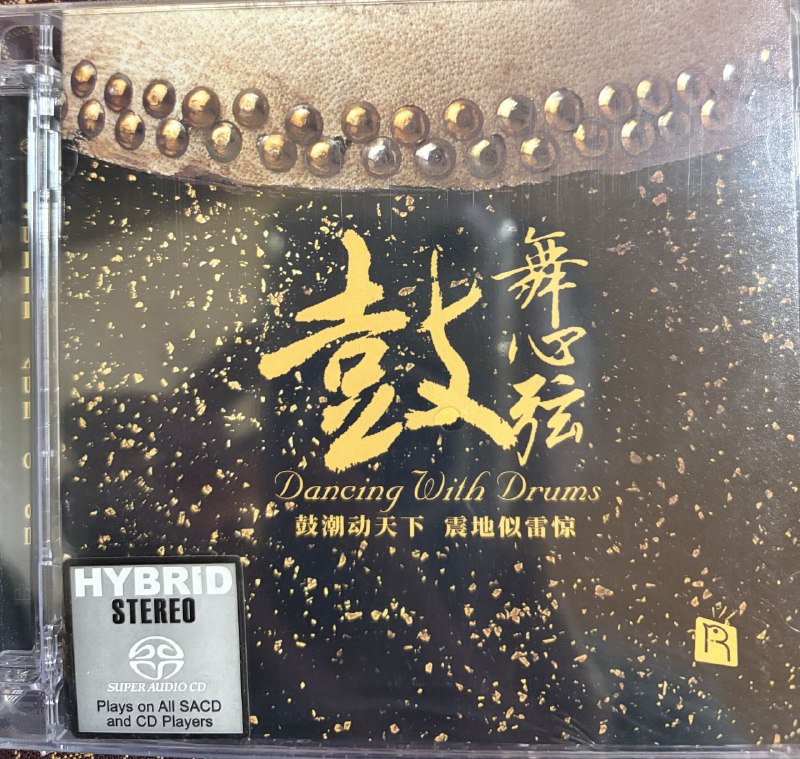 鼓舞心弦
Dancing With Drums
鼓潮动天下 震地似雷惊
R
HYBRID
STEREO
SUPER AUDIO CD
Plays on All SACD
and CD Players